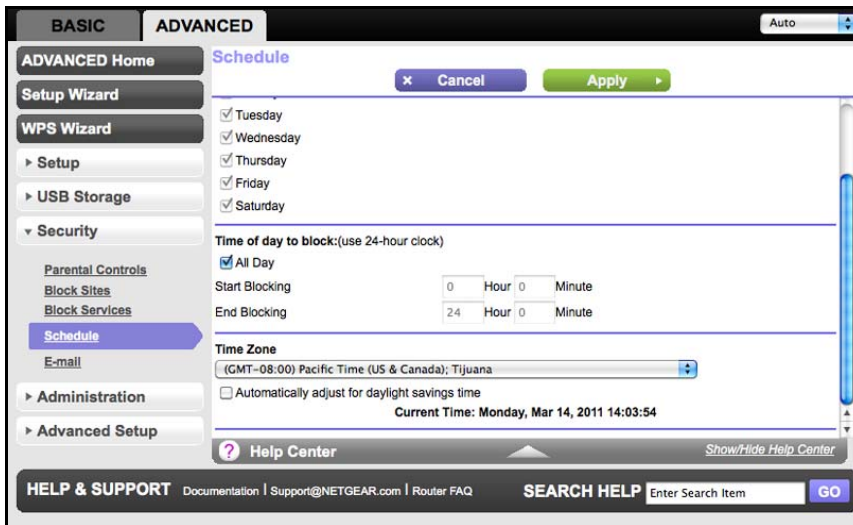 BASIC
ADVANCED
Auto
ADVANCED Home
Setup Wizard
WPS Wizard
Setup
USB Storage
Security
Parental Controls
Block Sites
Block Services
Schedule
E-mail
Administration
Advanced Setup
Schedule
× Cancel
Apply
Tuesday
Wednesday
Thursday
Friday
Saturday
Time of day to block:(use 24-hour clock)
All Day
Start Blocking 0 Hour 0 Minute
End Blocking 24 Hour 0 Minute
Time Zone
(GMT-08:00) Pacific Time (US & Canada); Tijuana
Automatically adjust for daylight savings time
Current Time: Monday, Mar 14, 2011 14:03:54
? Help Center
Show/Hide Help Center
HELP & SUPPORT Documentation | Support@NETGEAR.com | Router FAQ
SEARCH HELP Enter Search Item GO